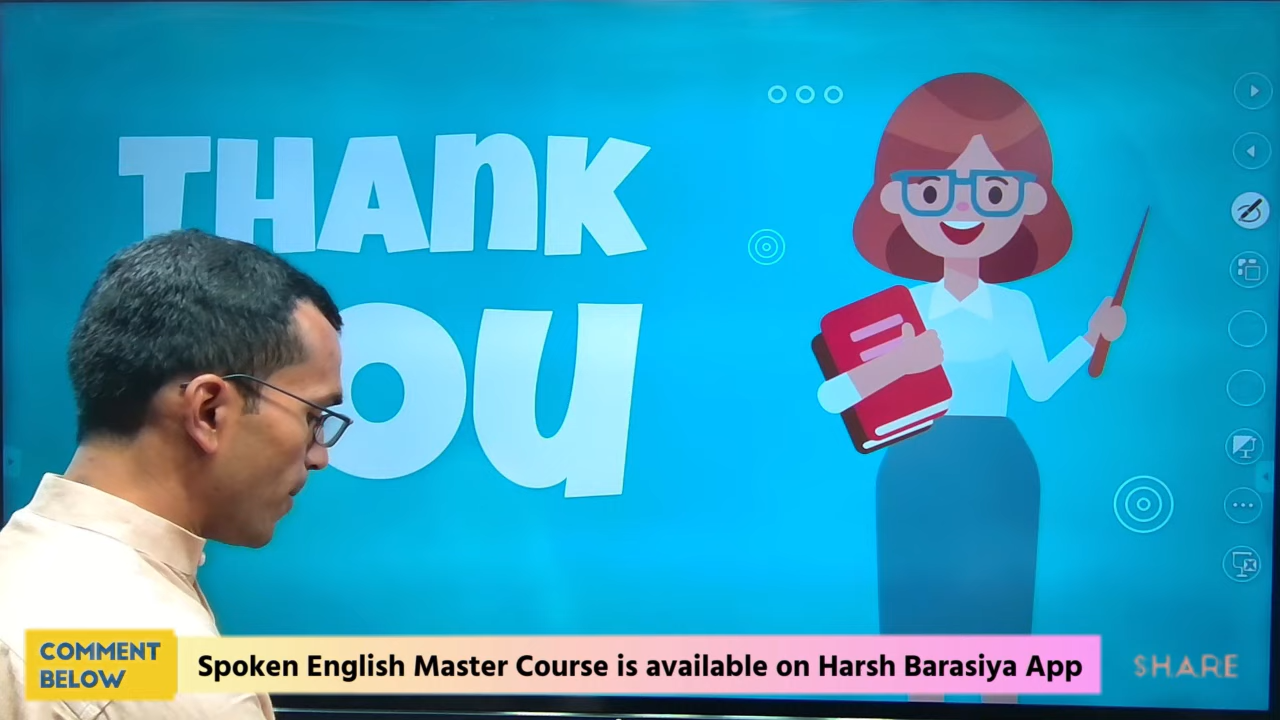 THANK
OU
COMMENT
BELOW
Spoken English Master Course is available on Harsh Barasiya App
SHARE